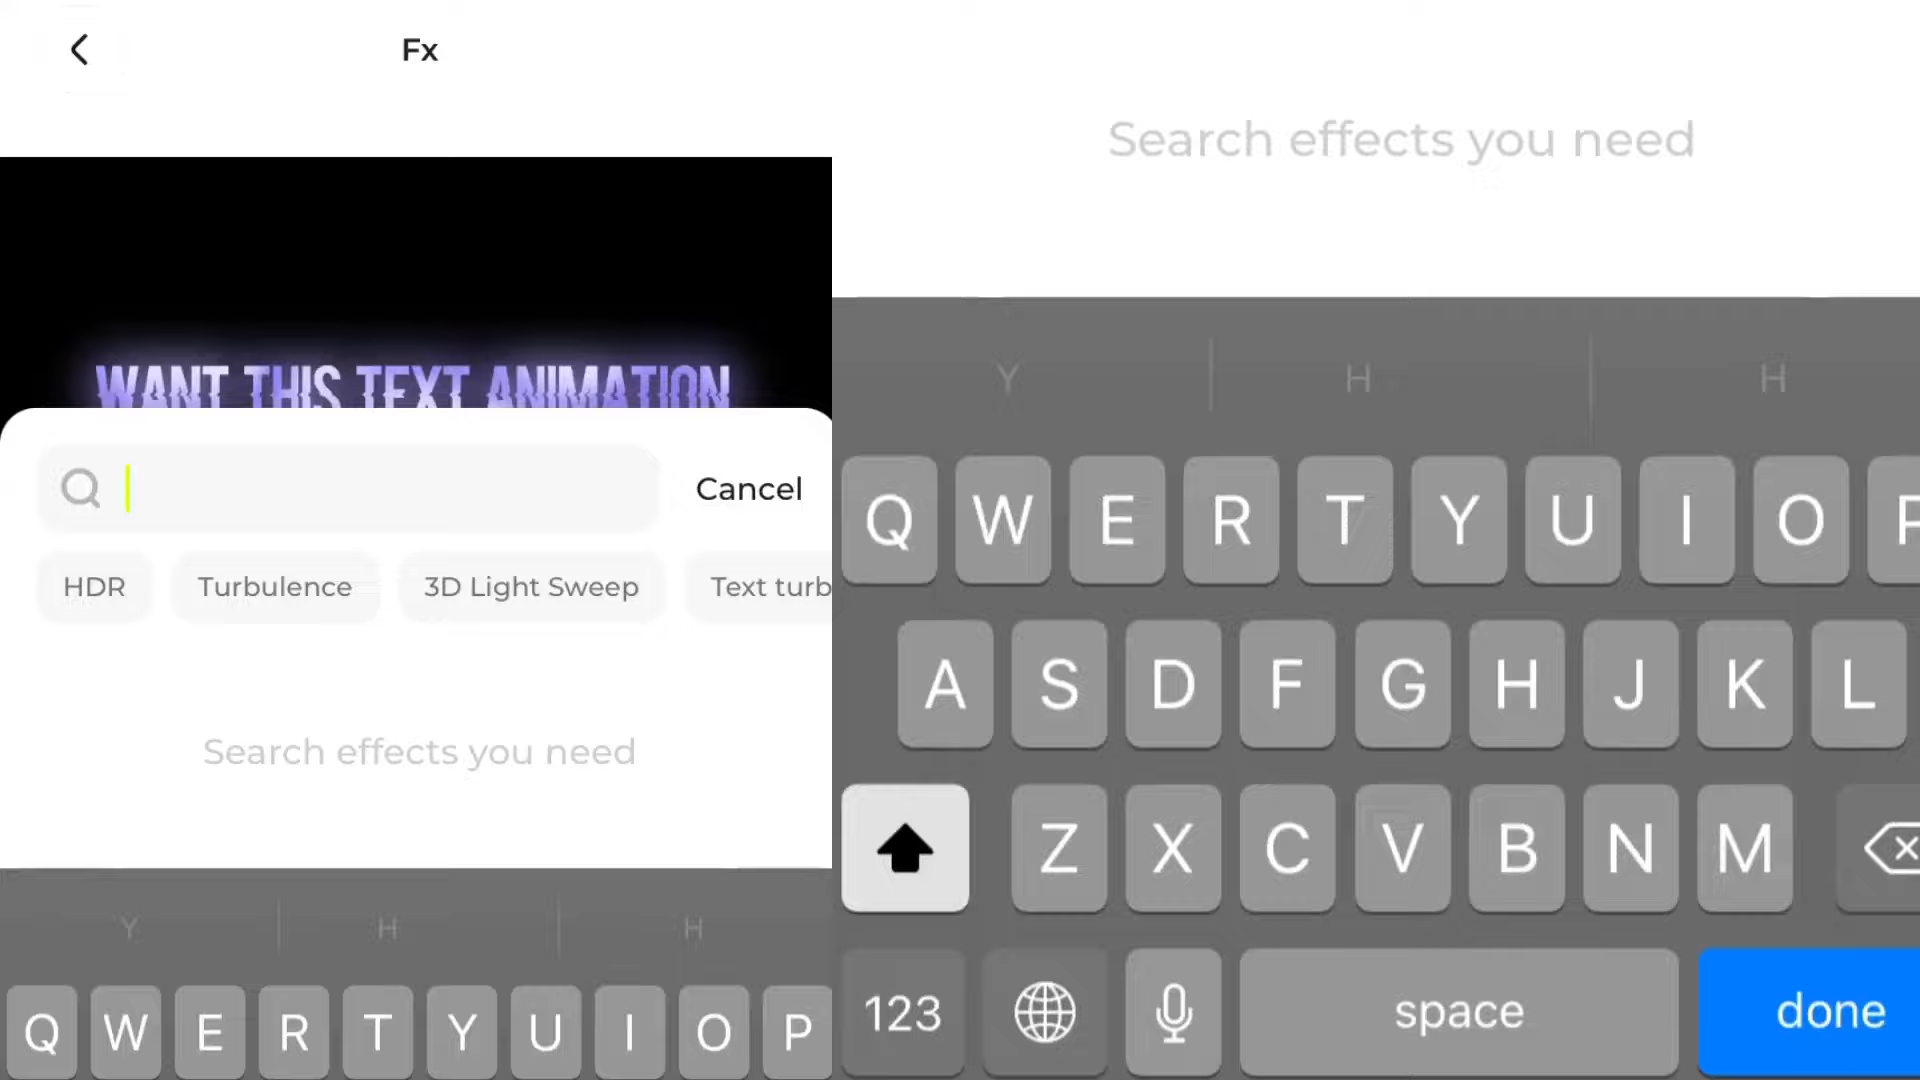 Fx
WANT THIS TEXT ANIMATION
Cancel
HDR Turbulence 3D Light Sweep Text turb
Search effects you need
Y H H
Q W E R T Y U I O P
Search effects you need
Y H H
Q W E R T Y U I O P
A S D F G H J K L
Z X C V B N M
123 space done